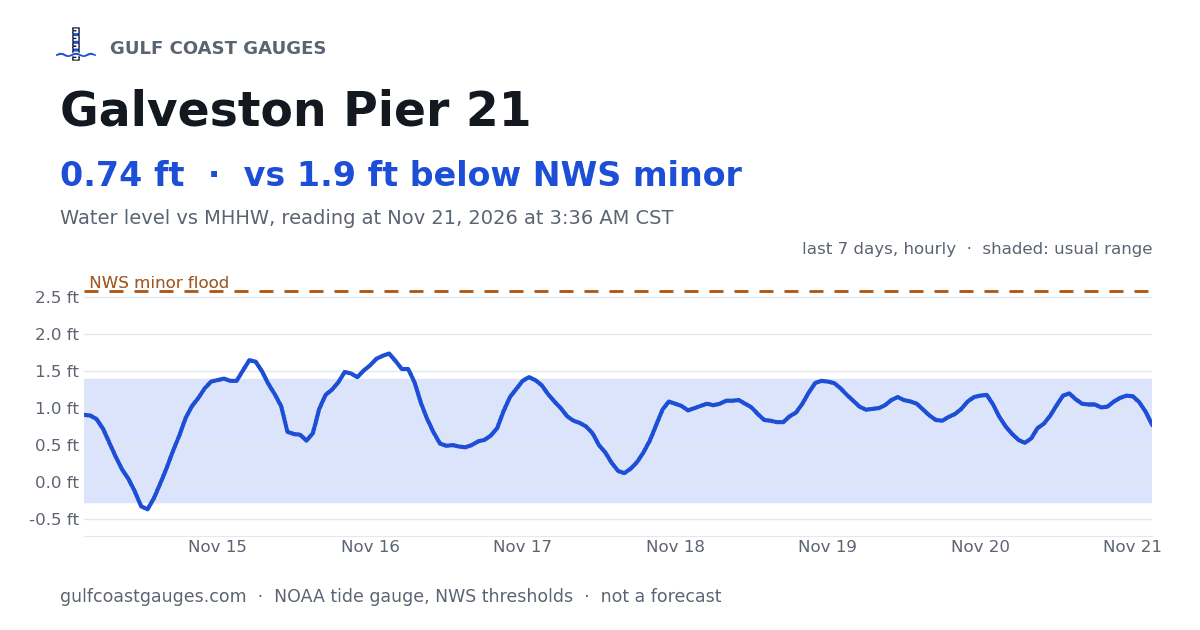 GULF COAST GAUGES
Galveston Pier 21
0.74 ft · vs 1.9 ft below NWS minor
Water level vs MHHW, reading at Nov 21, 2026 at 3:36 AM CST
last 7 days, hourly · shaded: usual range
NWS minor flood
2.5 ft
2.0 ft
1.5 ft
1.0 ft
0.5 ft
0.0 ft
-0.5 ft
Nov 15 Nov 16 Nov 17 Nov 18 Nov 19 Nov 20 Nov 21
gulfcoastgauges.com · NOAA tide gauge, NWS thresholds · not a forecast